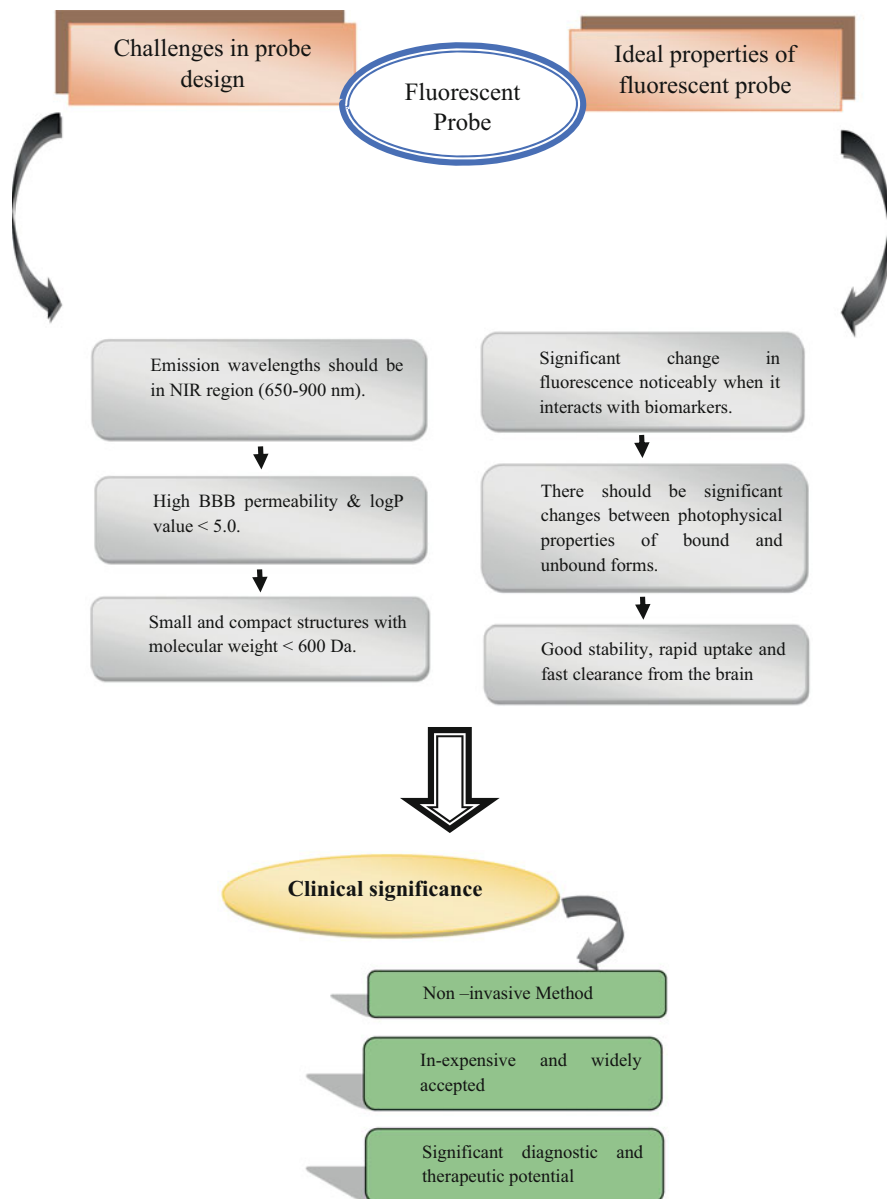 Challenges in probe
design
Fluorescent
Probe
Ideal properties of
fluorescent probe
Emission wavelengths should be
in NIR region (650-900 nm).
High BBB permeability & logP
value < 5.0.
Small and compact structures with
molecular weight < 600 Da.
Significant change in
fluorescence noticeably when it
interacts with biomarkers.
There should be significant
changes between photophysical
properties of bound and
unbound forms.
Good stability, rapid uptake and
fast clearance from the brain
Clinical significance
Non –invasive Method
In-expensive and widely
accepted
Significant diagnostic and
therapeutic potential